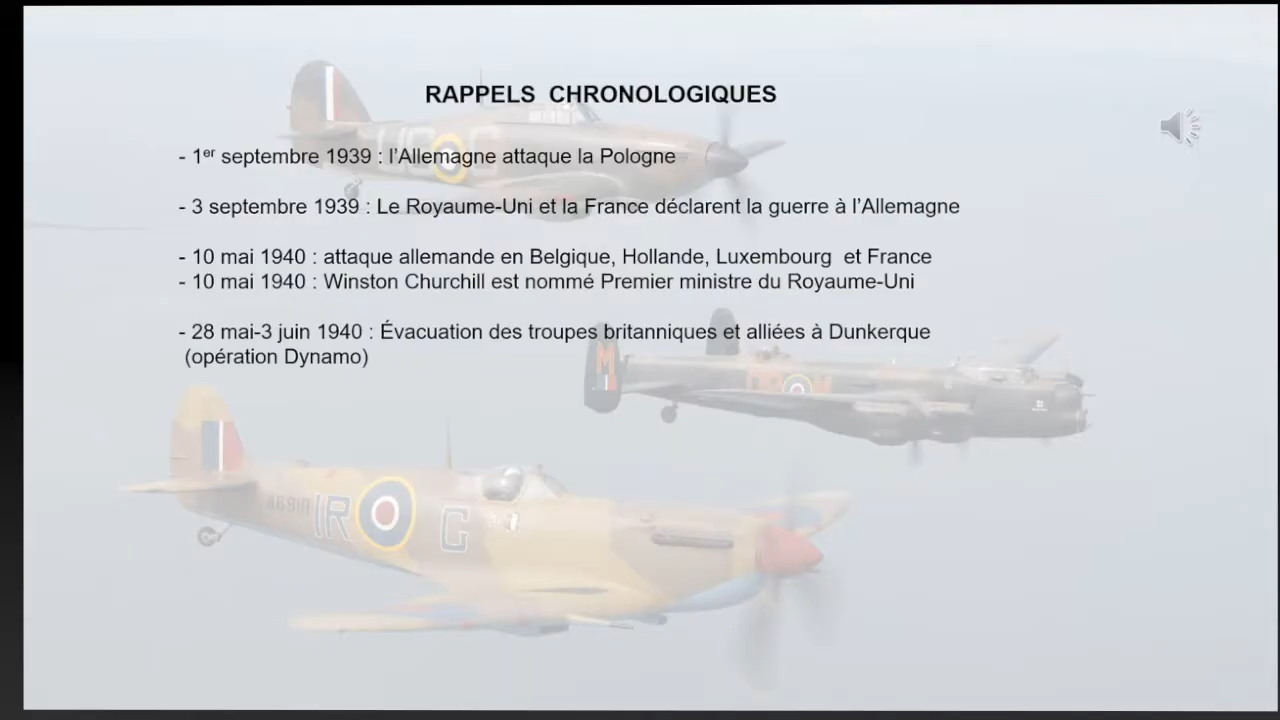 RAPPELS CHRONOLOGIQUES
- 1er septembre 1939 : l’Allemagne attaque la Pologne
- 3 septembre 1939 : Le Royaume-Uni et la France déclarent la guerre à l’Allemagne
- 10 mai 1940 : attaque allemande en Belgique, Hollande, Luxembourg et France
- 10 mai 1940 : Winston Churchill est nommé Premier ministre du Royaume-Uni
- 28 mai-3 juin 1940 : Évacuation des troupes britanniques et alliées à Dunkerque
(opération Dynamo)
M
IR G